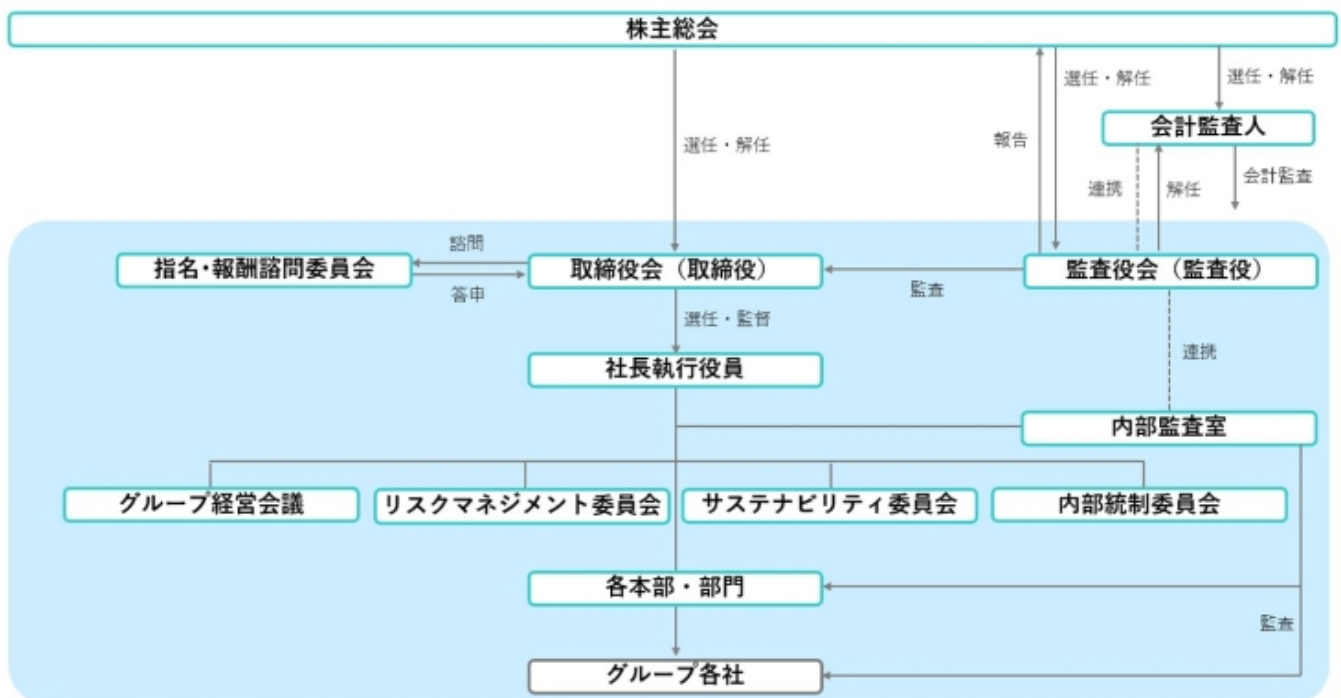 株主総会
選任・解任
選任・解任
選任・解任
報告
会計監査人
連携
解任
会計監査
指名・報酬諮問委員会
諮問
答申
取締役会（取締役）
監査
監査役会（監査役）
選任・監督
連携
社長執行役員
内部監査室
グループ経営会議
リスクマネジメント委員会
サステナビリティ委員会
内部統制委員会
各本部・部門
監査
グループ各社